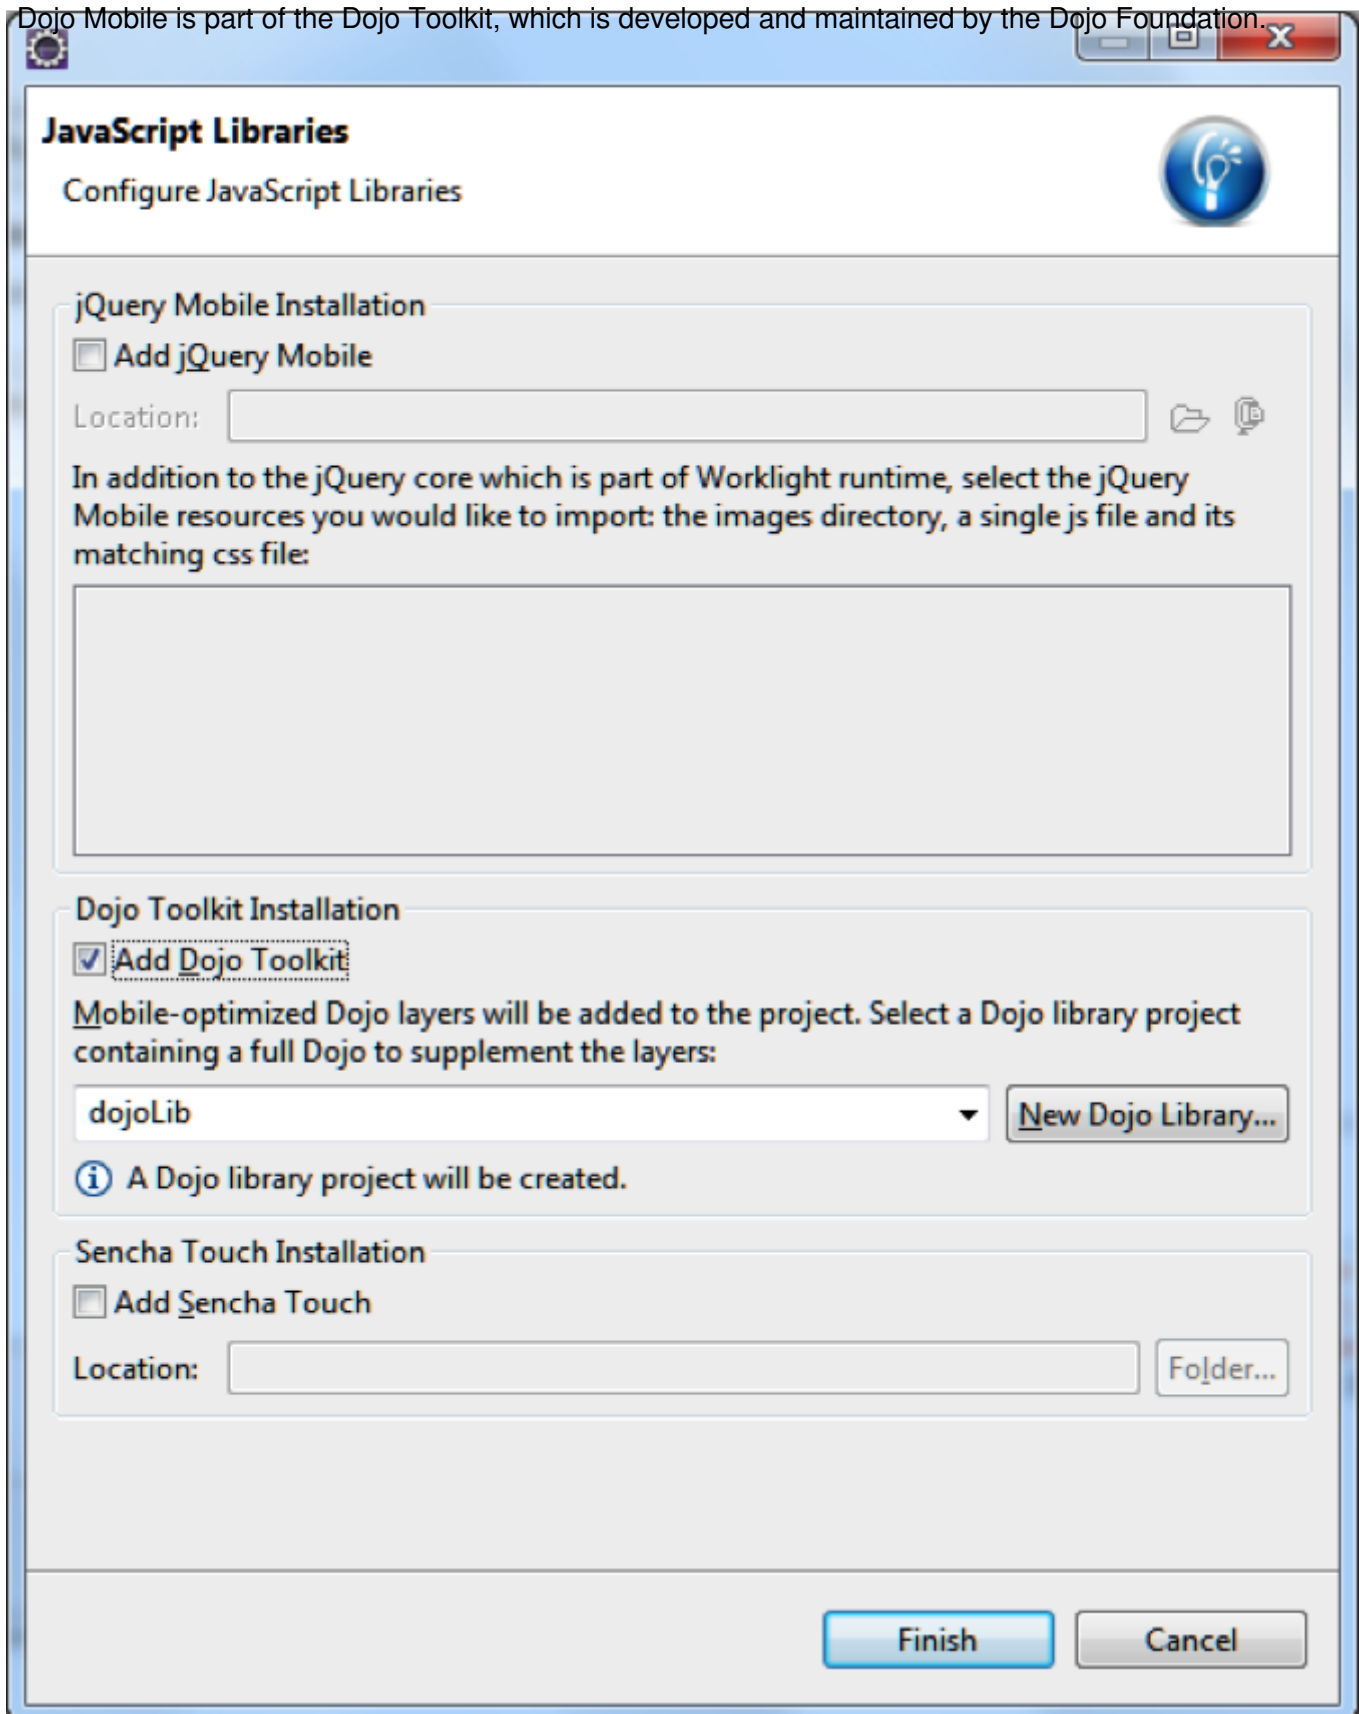 Dojo Mobile is part of the Dojo Toolkit, which is developed and maintained by the Dojo Foundation.
JavaScript Libraries
Configure JavaScript Libraries
jQuery Mobile Installation
Add jQuery Mobile
Location:
In addition to the jQuery core which is part of Worklight runtime, select the jQuery
Mobile resources you would like to import: the images directory, a single js file and its
matching css file:
Dojo Toolkit Installation
Add Dojo Toolkit
Mobile-optimized Dojo layers will be added to the project. Select a Dojo library project
containing a full Dojo to supplement the layers:
dojoLib
New Dojo Library...
A Dojo library project will be created.
Sencha Touch Installation
Add Sencha Touch
Location:
Folder...
Finish
Cancel